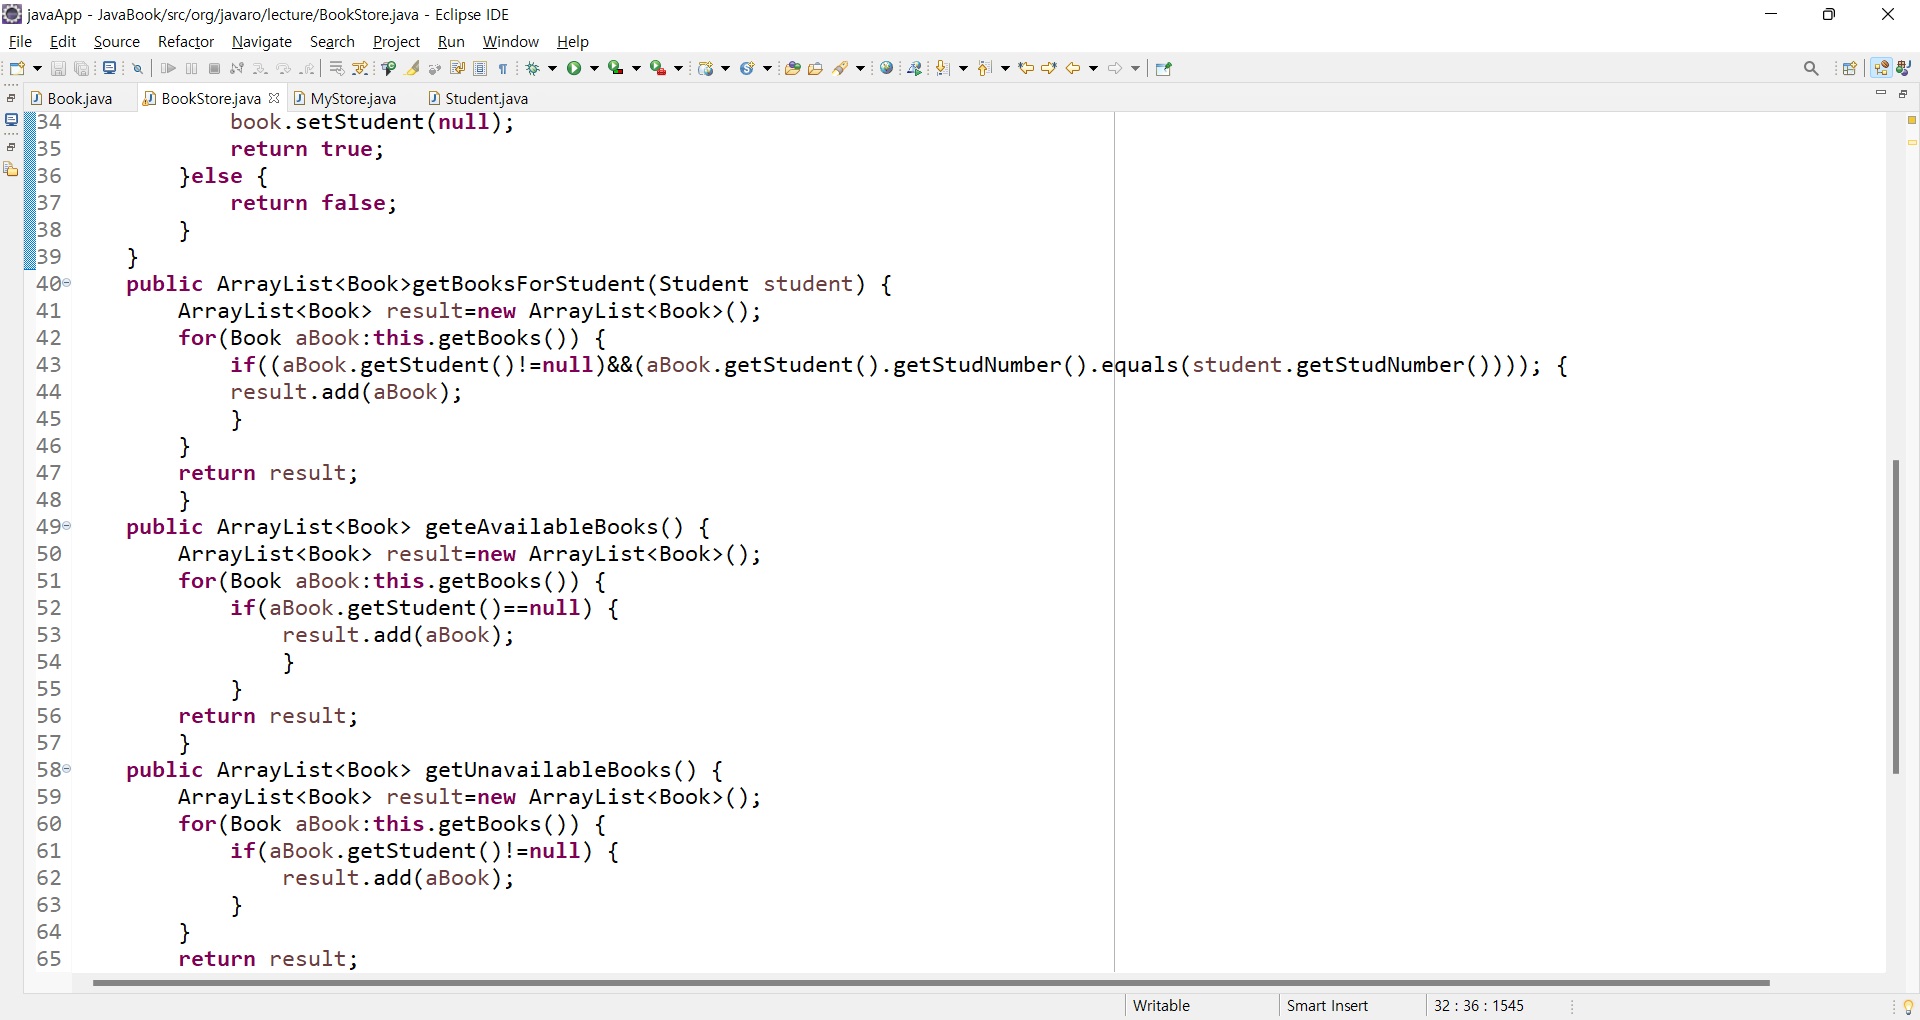 javaApp - JavaBook/src/org/javaro/lecture/BookStore.java - Eclipse IDE
File Edit Source Refactor Navigate Search Project Run Window Help
Book.java BookStore.java MyStore.java Student.java
34 book.setStudent(null);
35 return true;
36 }else {
37 return false;
38 }
39 }
40 public ArrayList<Book>getBooksForStudent(Student student) {
41 ArrayList<Book> result=new ArrayList<Book>();
42 for(Book aBook:this.getBooks()) {
43 if((aBook.getStudent()!=null)&&(aBook.getStudent().getStudNumber().equals(student.getStudNumber()))); {
44 result.add(aBook);
45 }
46 }
47 return result;
48 }
49 public ArrayList<Book> geteAvailableBooks() {
50 ArrayList<Book> result=new ArrayList<Book>();
51 for(Book aBook:this.getBooks()) {
52 if(aBook.getStudent()==null) {
53 result.add(aBook);
54 }
55 }
56 return result;
57 }
58 public ArrayList<Book> getUnavailableBooks() {
59 ArrayList<Book> result=new ArrayList<Book>();
60 for(Book aBook:this.getBooks()) {
61 if(aBook.getStudent()!=null) {
62 result.add(aBook);
63 }
64 }
65 return result;
Writable Smart Insert 32 : 36 : 1545